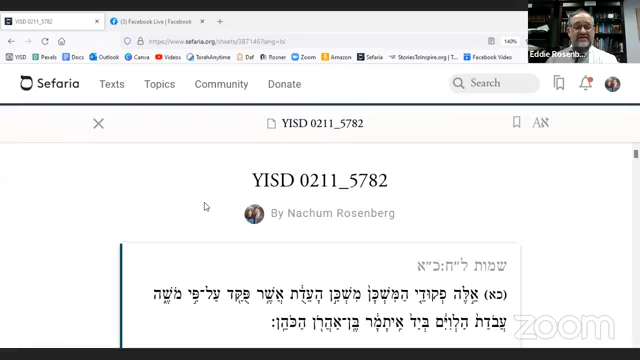 YISD 0211_5782
(3) Facebook Live | Facebook
https://www.sefaria.org/sheets/387146?lang=bi
140%
YISD Pexels Docs Column Canva Videos TorahAnytime Daf Rosner Zoom Amazon Sefaria StoriesToInspire.org ... Facebook Video
Eddie Rosenb...
Sefaria Texts Topics Community Donate Search
YISD 0211_5782
YISD 0211_5782
By Nachum Rosenberg
שמות ל״ח:כ״א
(כא) אֵ֣לֶּה פְקוּדֵ֤י הַמִּשְׁכָּן֙ מִשְׁכַּ֣ן הָעֵדֻ֔ת אֲשֶׁ֥ר פֻּקַּ֖ד עַל־פִּ֣י מֹשֶׁ֑ה
עֲבֹדַת֙ הַלְוִיִּ֔ם בְּיַד֙ אִֽיתָמָ֔ר בֶּֽן־אַהֲרֹ֖ן הַכֹּהֵֽן׃
zoom